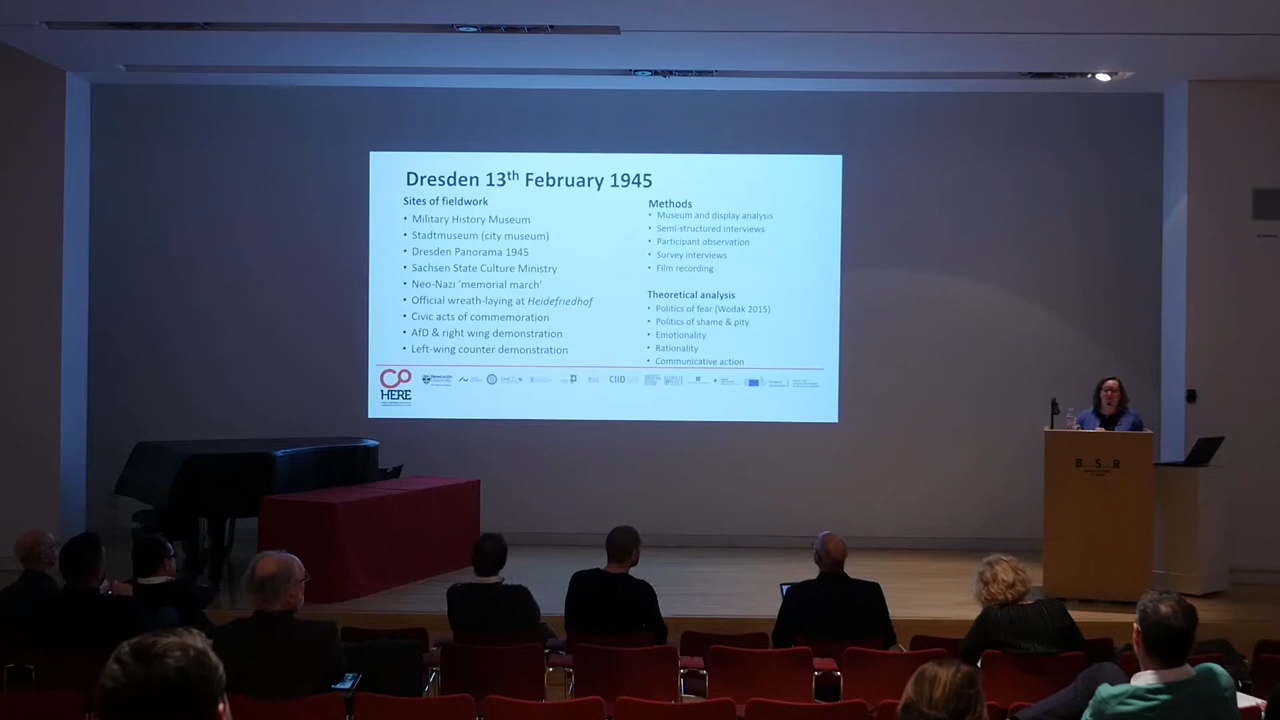 Dresden 13th February 1945
Sites of fieldwork
• Military History Museum
• Stadtmuseum (city museum)
• Dresden Panorama 1945
• Sachsen State Culture Ministry
• Neo-Nazi ‘memorial march’
• Official wreath-laying at Heidefriedhof
• Civic acts of commemoration
• AfD & right wing demonstration
• Left-wing counter demonstration
Methods
• Museum and display analysis
• Semi-structured interviews
• Participant observation
• Survey interviews
• Film recording
Theoretical analysis
• Politics of fear (Wodak 2015)
• Politics of shame & pity
• Emotionality
• Rationality
• Communicative action
CO
HERE
CIID
B S R